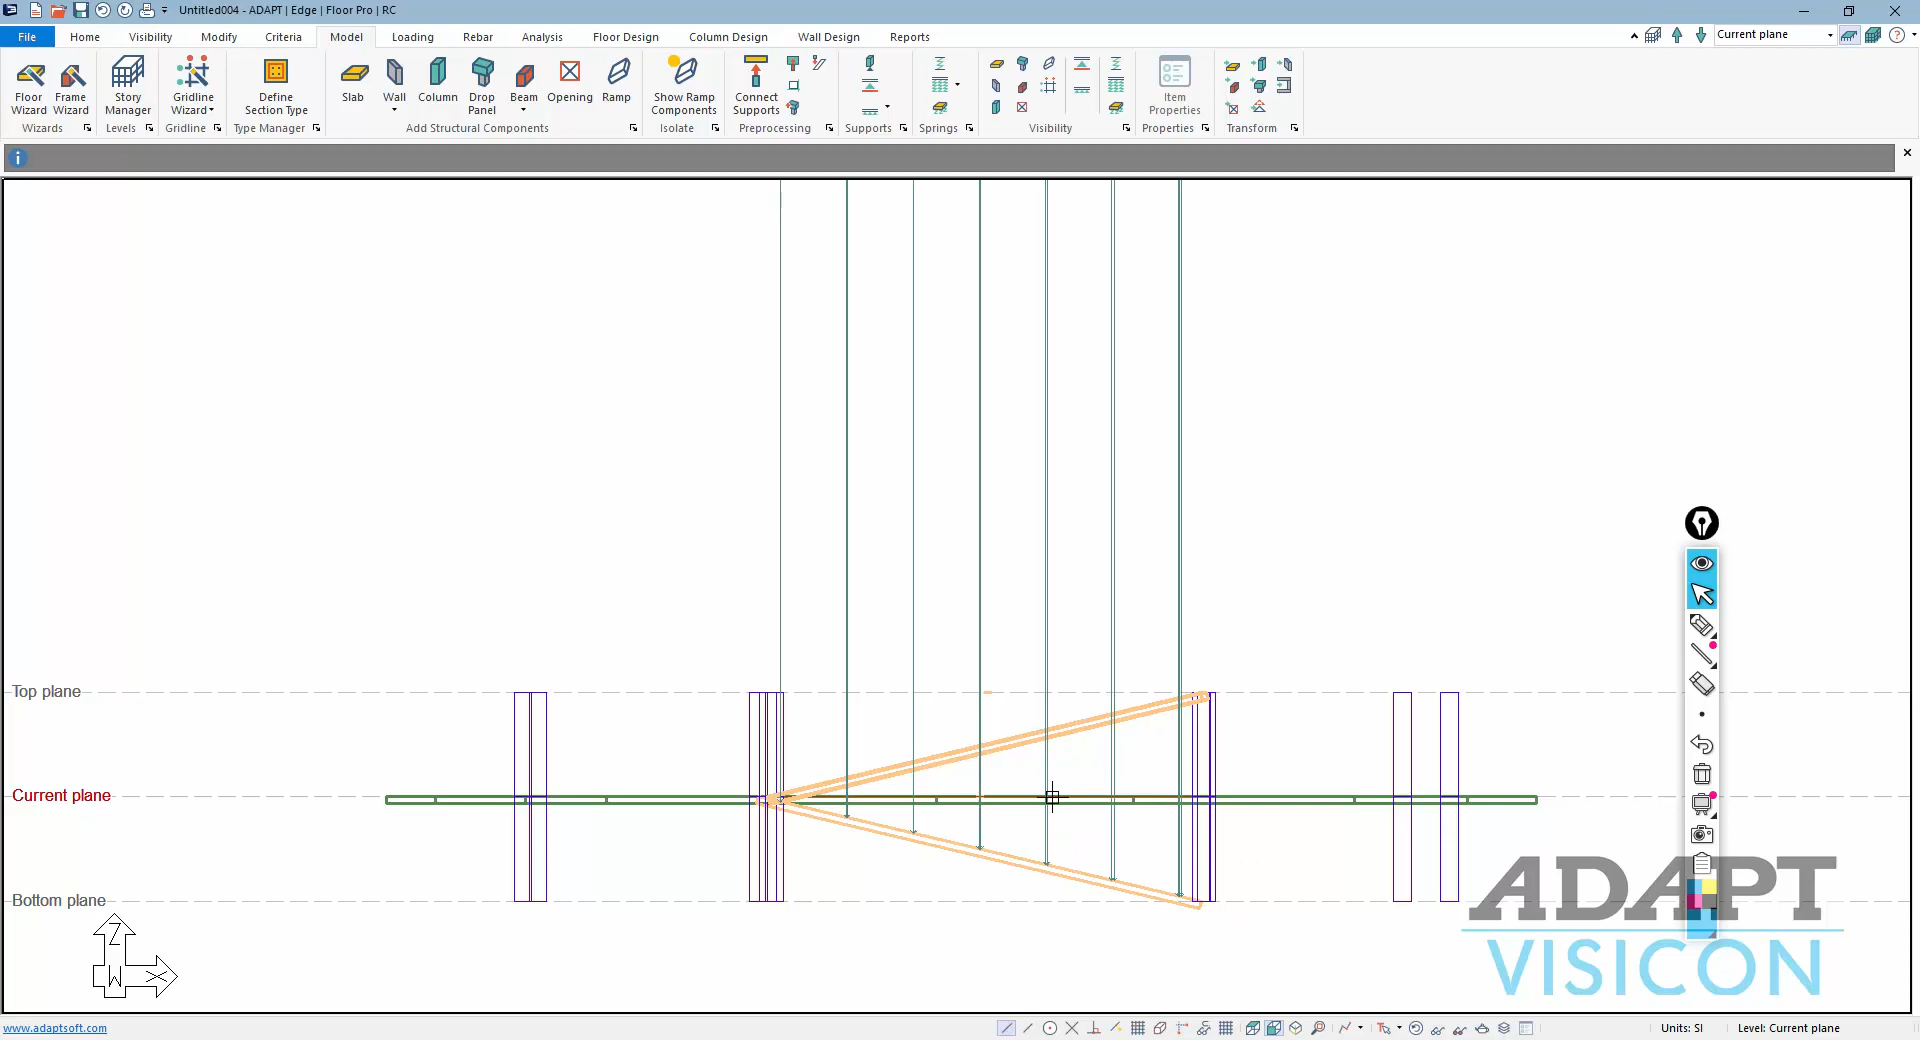 Untitled004 - ADAPT | Edge | Floor Pro | RC
File Home Visibility Modify Criteria Model Loading Rebar Analysis Floor Design Column Design Wall Design Reports
Current plane
Floor Wizard
Frame Wizard
Wizards
Story Manager
Levels
Gridline Wizard
Gridline
Define Section Type
Type Manager
Slab
Wall
Column
Drop Panel
Beam
Opening
Ramp
Add Structural Components
Show Ramp Components
Isolate
Connect Supports
Preprocessing
Supports
Springs
Visibility
Item Properties
Properties
Transform
Top plane
Current plane
Bottom plane
Z
W X
ADAPT
VISICON
www.adaptsoft.com
Units: SI
Level: Current plane